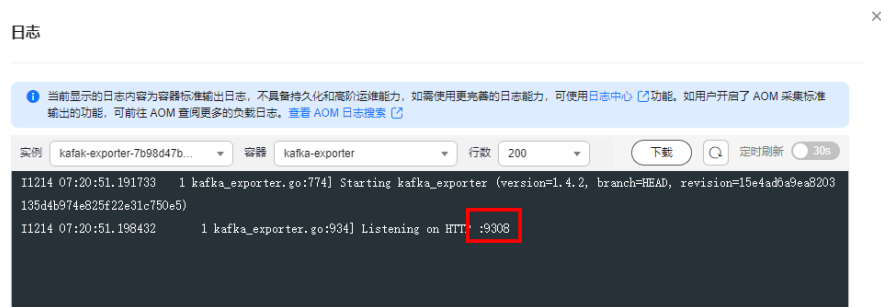 日志
当前显示的日志内容为容器标准输出日志，不具备持久化和高阶运维能力，如需使用更完善的日志能力，可使用日志中心功能。如用户开启了 AOM 采集标准
输出的功能，可前往 AOM 查阅更多的负载日志。查看 AOM 日志搜索
实例 kafak-exporter-7b98d47b... 容器 kafka-exporter 行数 200 下载 定时刷新 30s
I1214 07:20:51.191733 1 kafka_exporter.go:774] Starting kafka_exporter (version=1.4.2, branch=HEAD, revision=15e4ad6a9ea8203
135d4b974e825f22e31c750e5)
I1214 07:20:51.198432 1 kafka_exporter.go:934] Listening on HTTP :9308